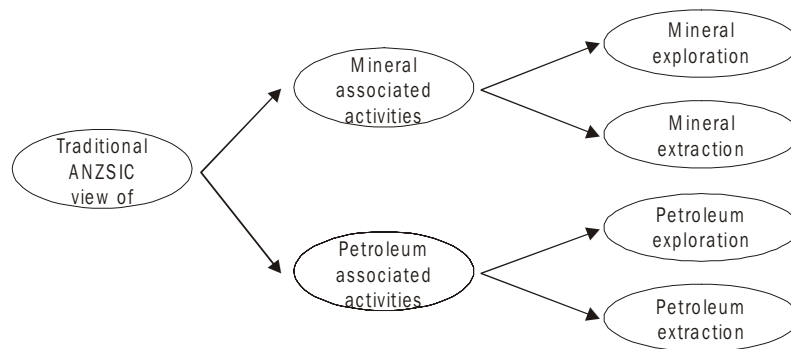 Traditional
ANZSIC
view of
Mineral
associated
activities
Petroleum
associated
activities
Mineral
exploration
Mineral
extraction
Petroleum
exploration
Petroleum
extraction